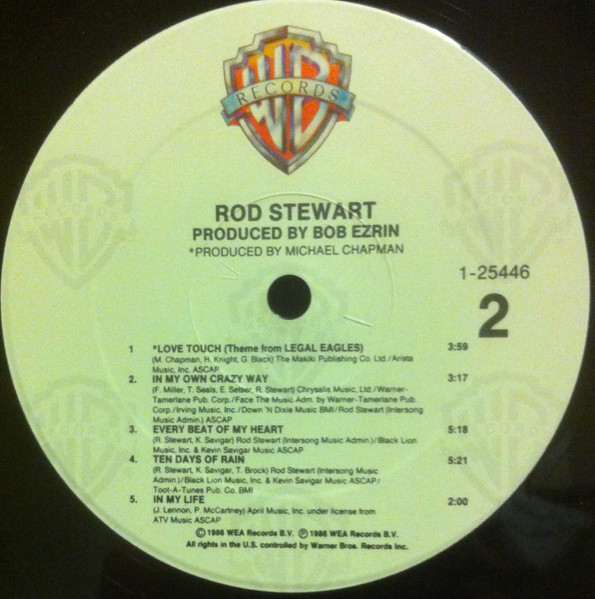 WB
RECORDS
ROD STEWART
PRODUCED BY BOB EZRIN
*PRODUCED BY MICHAEL CHAPMAN
1-25446
2
1 *LOVE TOUCH (Theme from LEGAL EAGLES) 3:59
(M. Chapman, H. Knight, G. Black) The Makiki Publishing Co. Ltd./Arista
Music, Inc. ASCAP
2. IN MY OWN CRAZY WAY 3:17
(F. Miller, T. Seals, E. Setser, R. Stewart) Chrysalis Music, Ltd./Warner-
Tamerlane Pub. Corp./Face The Music Adm. by Warner-Tamerlane Pub.
Corp./Irving Music, Inc./Down 'N Dixie Music BMI/Rod Stewart (Intersong
Music Admin.) ASCAP
3. EVERY BEAT OF MY HEART 5:18
(R. Stewart, K. Savigar) Rod Stewart (Intersong Music Admin.)/Black Lion
Music, Inc. & Kevin Savigar Music ASCAP
4. TEN DAYS OF RAIN 5:21
(R. Stewart, K. Savigar, T. Brock) Rod Stewart (Intersong Music
Admin.)/Black Lion Music, Inc. & Kevin Savigar Music ASCAP/
Toot-A-Tunes Pub. Co. BMI
5. IN MY LIFE 2:00
(J. Lennon, P. McCartney) April Music, Inc. under license from
ATV Music ASCAP
©1986 WEA Records B.V. ℗1986 WEA Records B.V.
All rights in the U.S. controlled by Warner Bros. Records Inc.